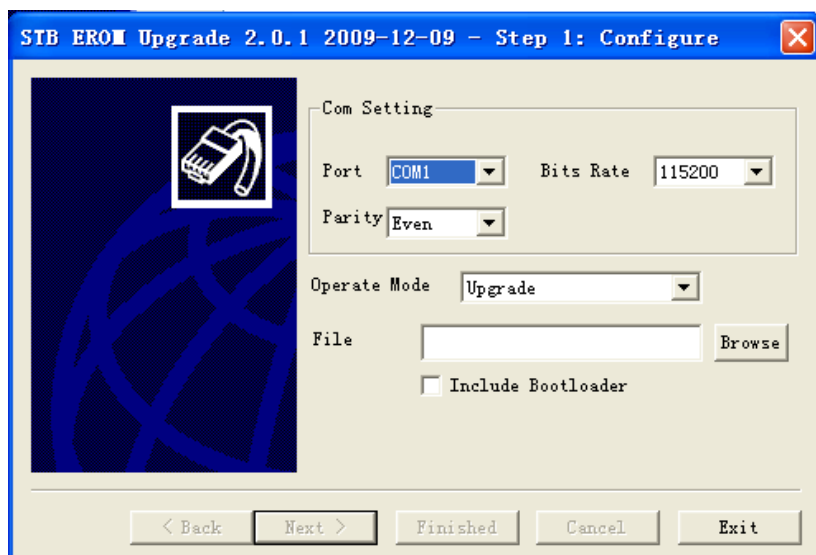 STB EROM Upgrade 2.0.1 2009-12-09 - Step 1: Configure
Com Setting
Port COM1 Bits Rate 115200
Parity Even
Operate Mode Upgrade
File Browse
Include Bootloader
< Back Next > Finished Cancel Exit